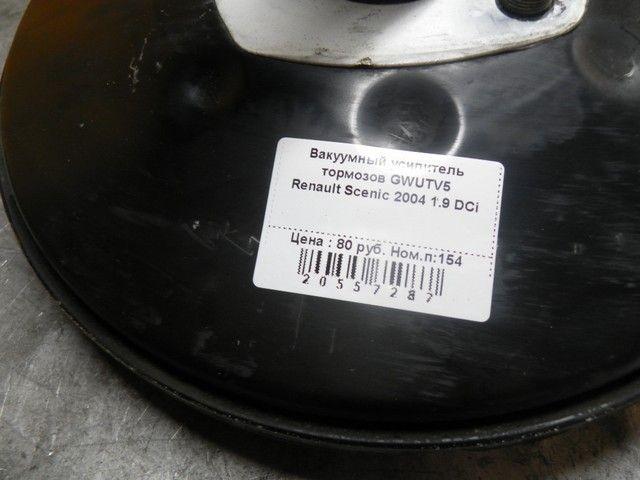 Вакуумный усилитель
тормозов GWUTV5
Renault Scenic 2004 1.9 DCi
Цена : 80 руб. Ном.п:154
20557287